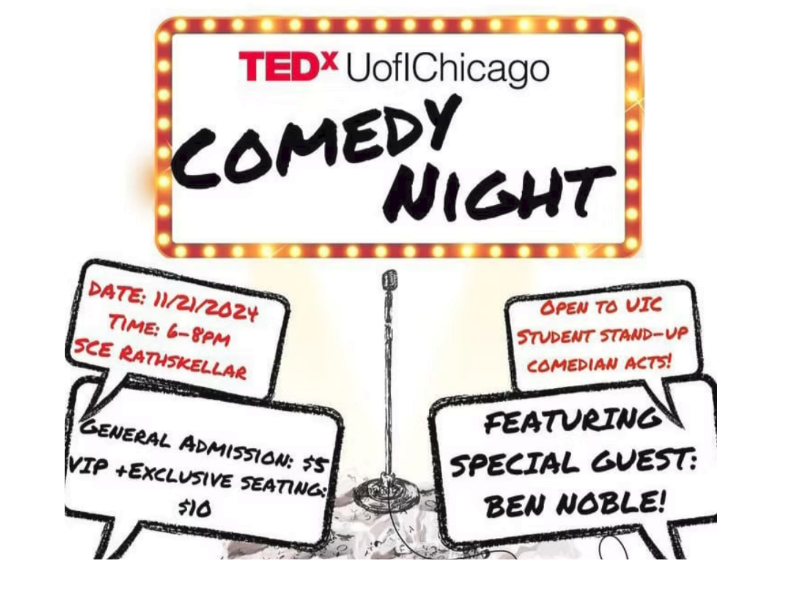 TEDx UofIChicago
COMEDY
NIGHT
DATE: 11/21/2024
TIME: 6-8PM
SCE RATHSKELLAR
GENERAL ADMISSION: $5
VIP +EXCLUSIVE SEATING:
$10
OPEN TO UIC
STUDENT STAND-UP
COMEDIAN ACTS!
FEATURING
SPECIAL GUEST:
BEN NOBLE!